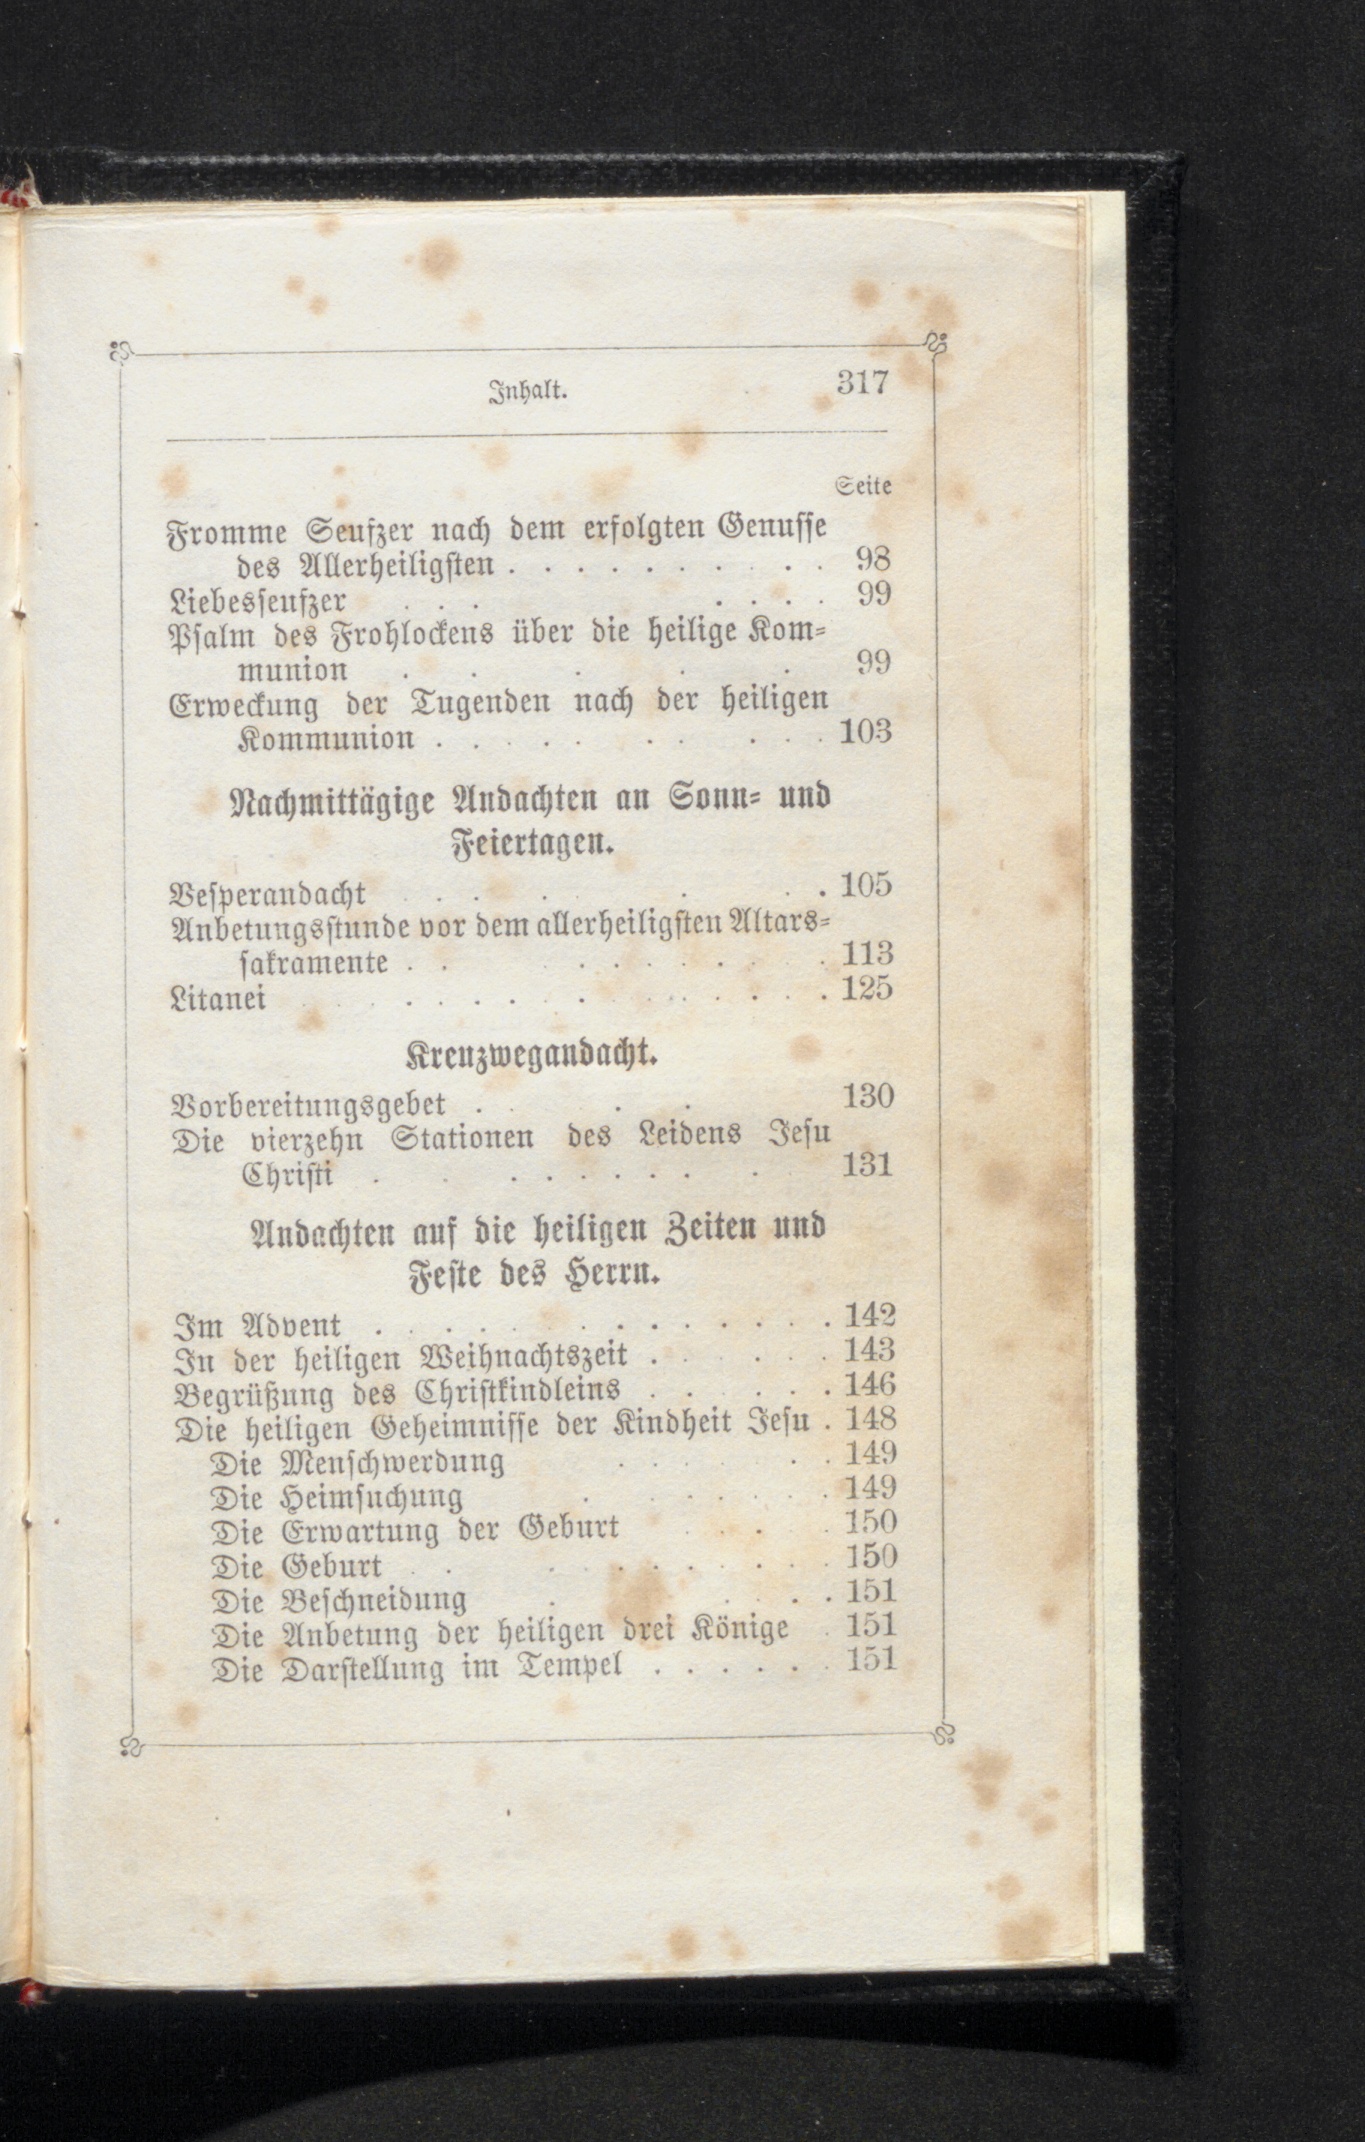 Inhalt. 317
Seite
Fromme Seufzer nach dem erfolgten Genusse
des Allerheiligsten . . . . . . . . . . 98
Liebesseufzer . . . . . . . 99
Psalm des Frohlockens über die heilige Kom-
munion . . . . . 99
Erweckung der Tugenden nach der heiligen
Kommunion . . . . . . . . . . 103
Nachmittägige Andachten an Sonn- und
Feiertagen.
Vesperandacht . . . . . . 105
Anbetungsstunde vor dem allerheiligsten Altars-
sakramente . . . . . . . . . . 113
Litanei . . . . . . . . . . . . 125
Kreuzwegandacht.
Vorbereitungsgebet . . . 130
Die vierzehn Stationen des Leidens Jesu
Christi . . . . . . . . . 131
Andachten auf die heiligen Zeiten und
Feste des Herrn.
Im Advent . . . . . . . . . . . . 142
In der heiligen Weihnachtszeit . . . . . 143
Begrüßung des Christkindleins . . . . . 146
Die heiligen Geheimnisse der Kindheit Jesu . 148
Die Menschwerdung . . . . . . 149
Die Heimsuchung . . . . . . . 149
Die Erwartung der Geburt . . . . 150
Die Geburt . . . . . . . . . . 150
Die Beschneidung . . . . . 151
Die Anbetung der heiligen drei Könige . 151
Die Darstellung im Tempel . . . . . . 151